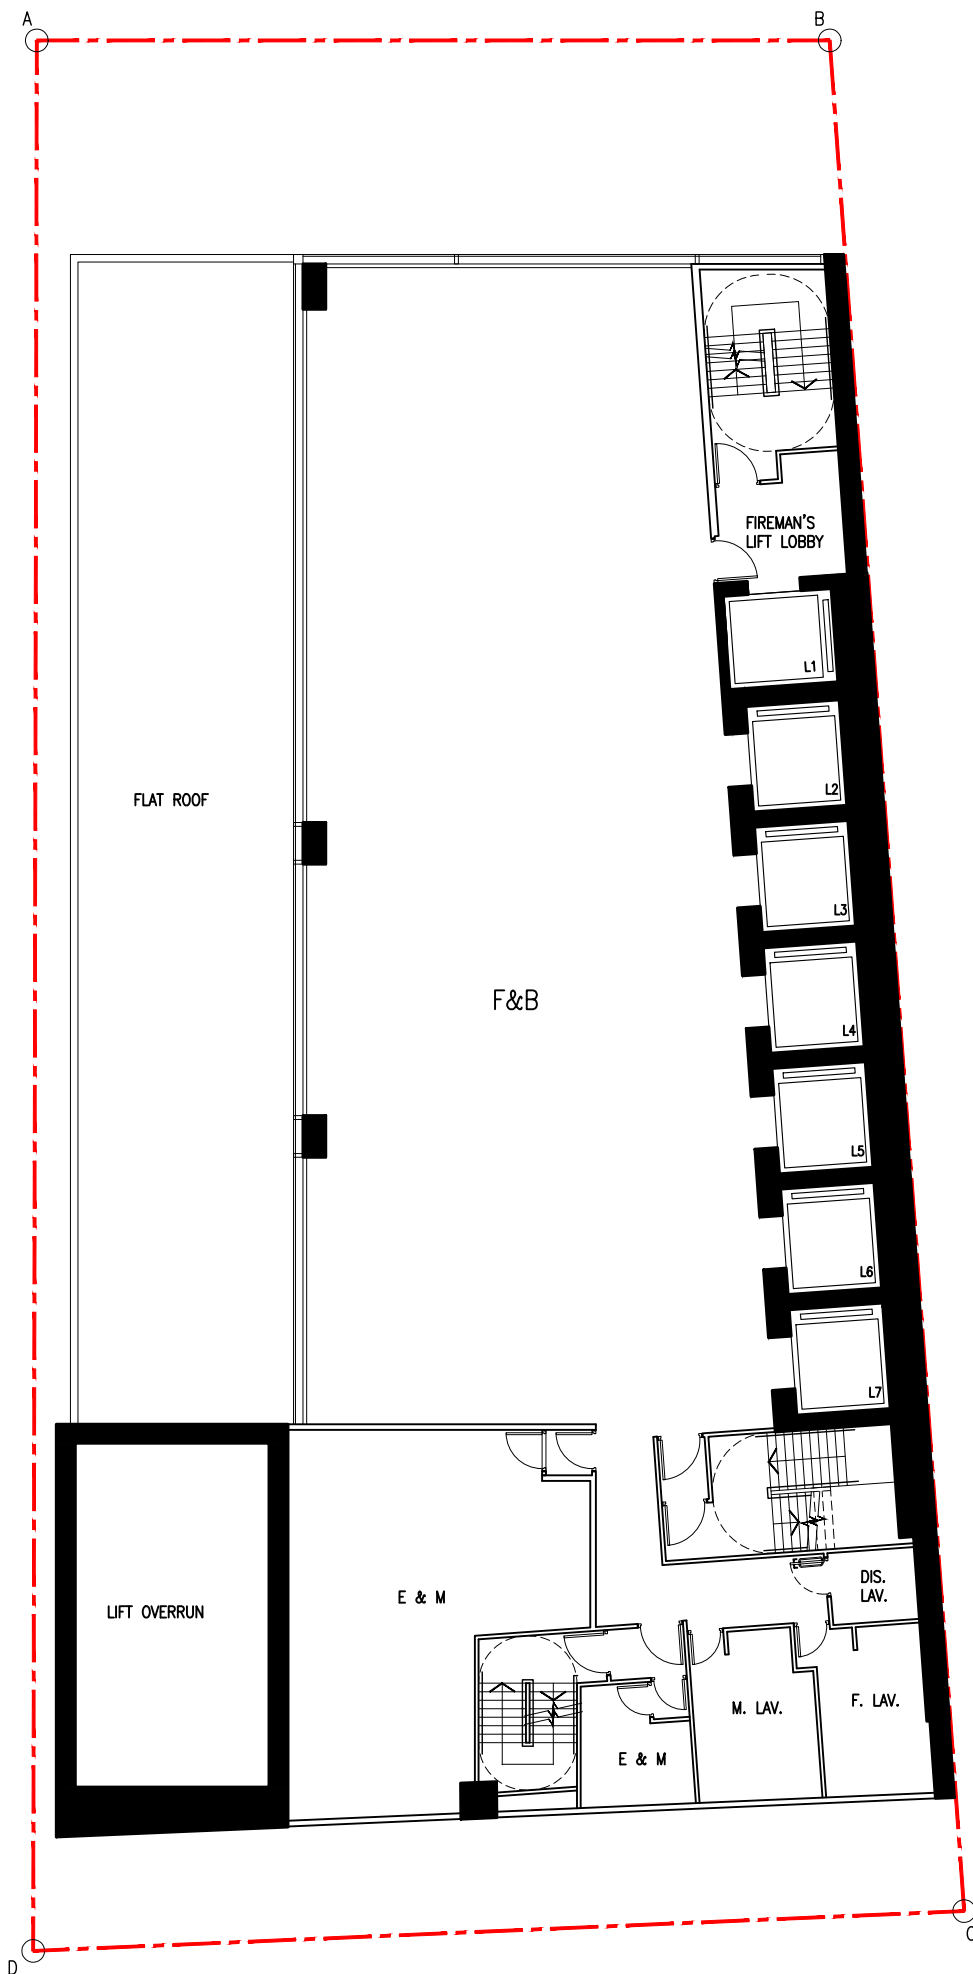 A
B
FIREMAN'S
LIFT LOBBY
L1
L2
FLAT ROOF
L3
F&B
L4
L5
L6
L7
DIS.
LAV.
E & M
LIFT OVERRUN
F. LAV.
M. LAV.
E & M
C
D